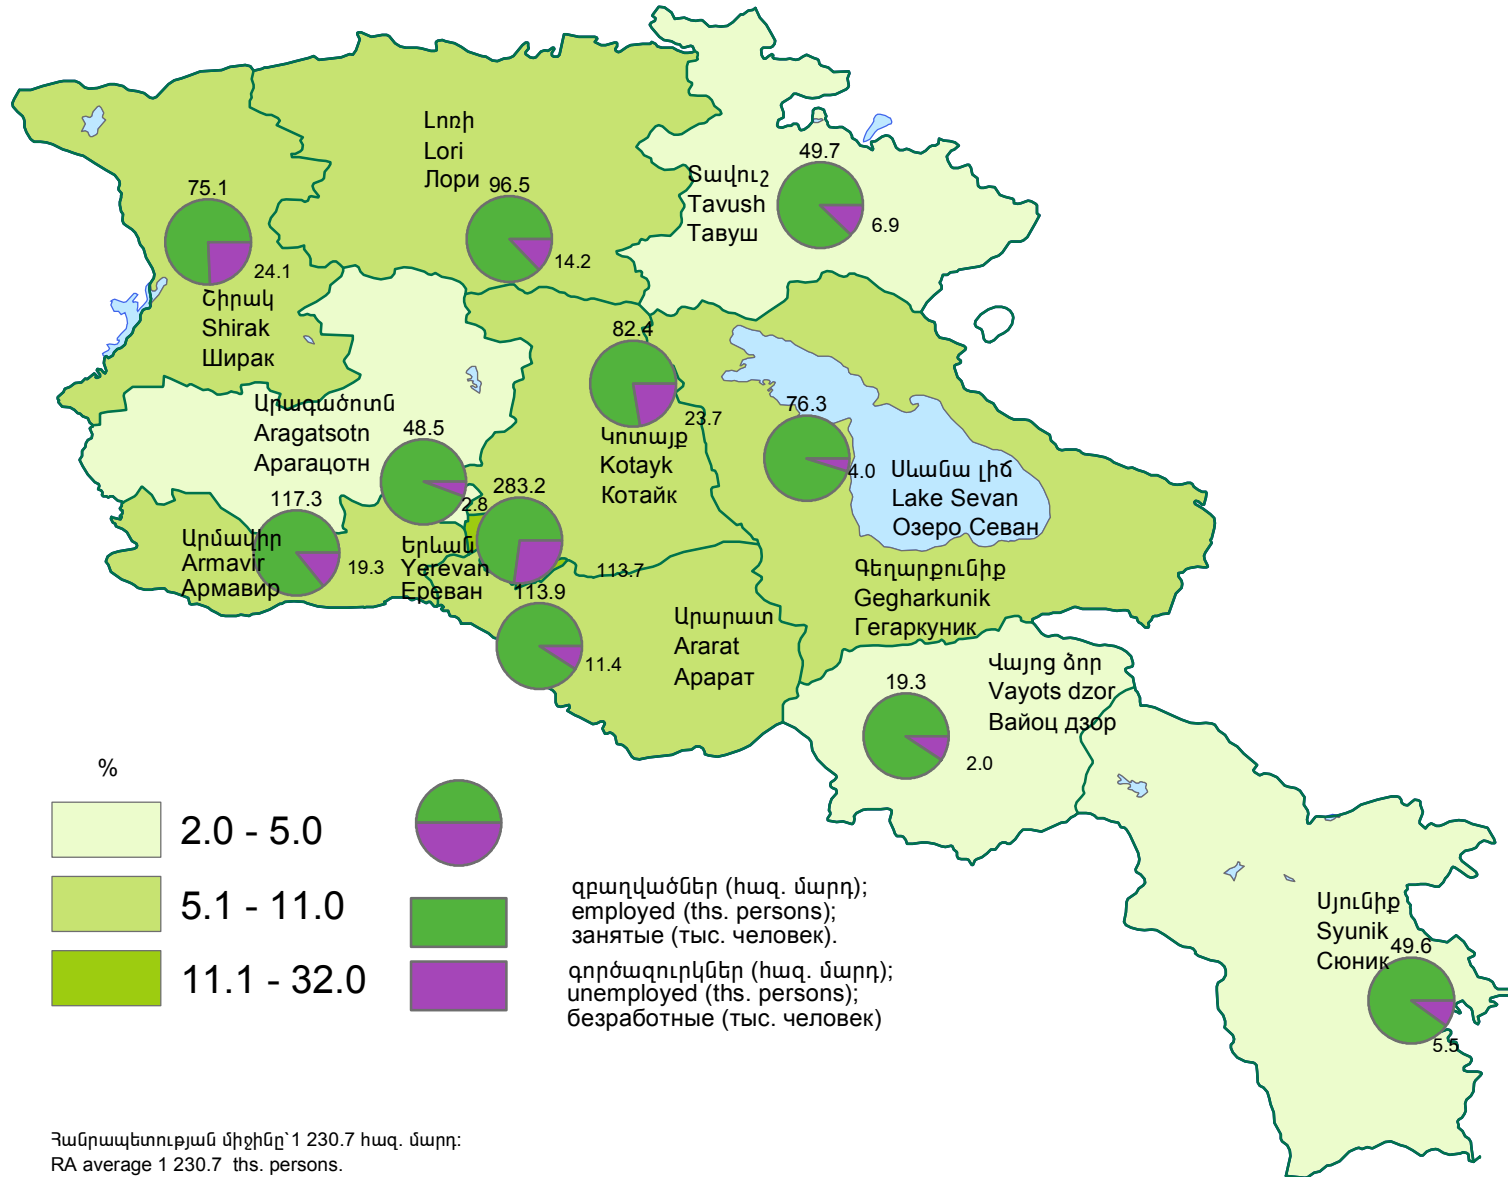 Լոռի
Lori
Лори
96.5
14.2
49.7
Տավուշ
Tavush
Тавуш
6.9
75.1
24.1
Շիրակ
Shirak
Ширак
82.4
23.7
Կոտայք
Kotayk
Котайк
Արագածոտն
Aragatsotn
Арагацотн
48.5
2.8
76.3
4.0
Սևանա լիճ
Lake Sevan
Озеро Севан
117.3
Արմավիր
Armavir
Армавир
19.3
283.2
Երևան
Yerevan
Ереван
113.7
113.9
11.4
Արարատ
Ararat
Арарат
Գեղարքունիք
Gegharkunik
Гегаркуник
19.3
2.0
Վայոց ձոր
Vayots dzor
Вайоц дзор
Սյունիք
Syunik
Сюник
49.6
5.5
%
2.0 - 5.0
5.1 - 11.0
11.1 - 32.0
զբաղվածներ (հազ. մարդ);
employed (ths. persons);
занятые (тыс. человек).
գործազուրկներ (հազ. մարդ);
unemployed (ths. persons);
безработные (тыс. человек)
Հանրապետության միջինը՝1 230.7 հազ. մարդ:
RA average 1 230.7 ths. persons.